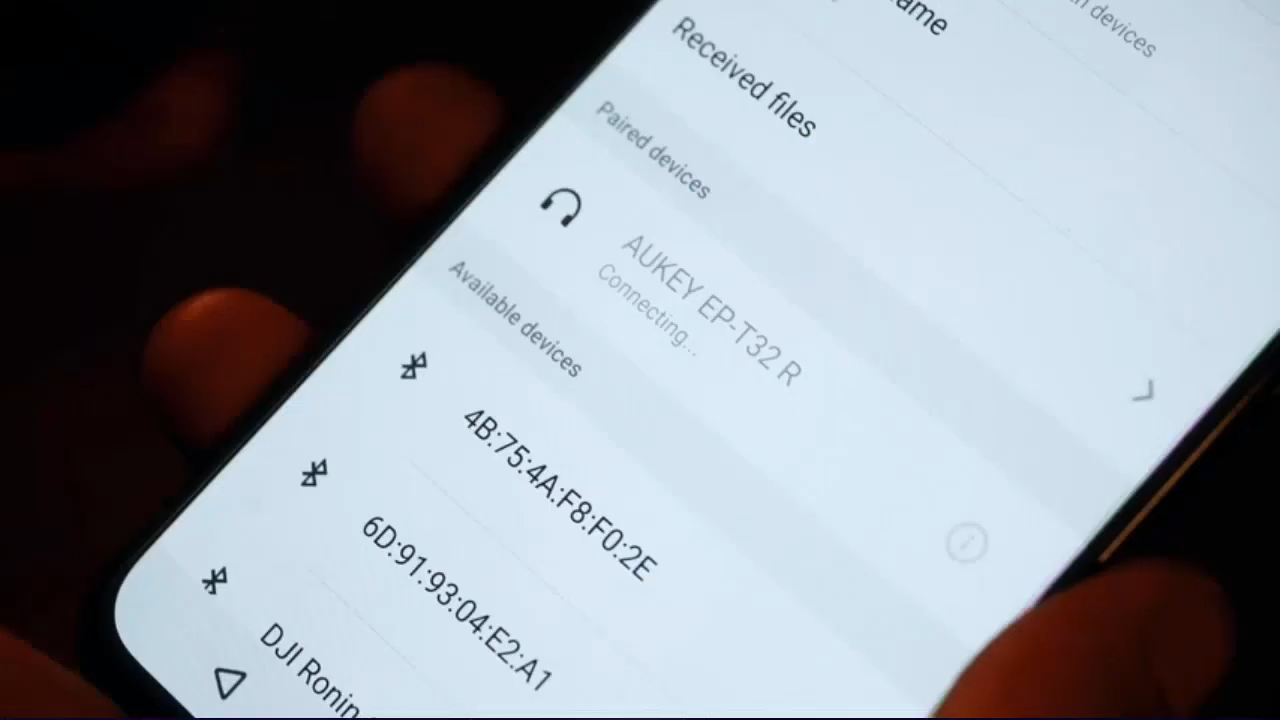 devices
Received files
Paired devices
AUKEY EP-T32 R
Connecting...
Available devices
4B:75:4A:F8:F0:2E
6D:91:93:04:E2:A1
DJI Ronin